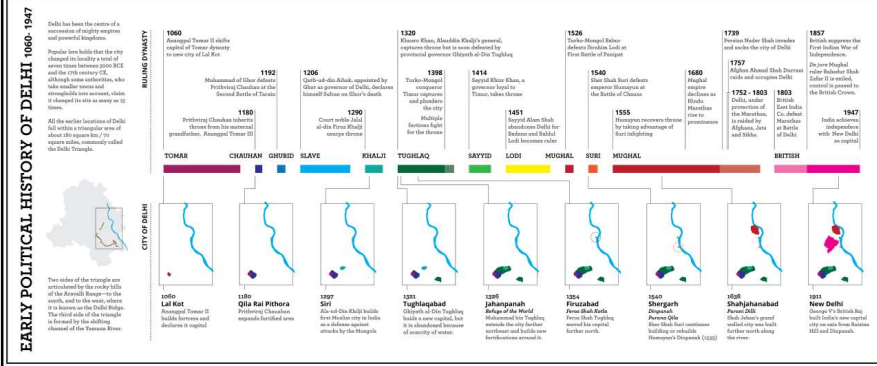 EARLY POLITICAL HISTORY OF DELHI 1060- 1947
Delhi has been the centre of a
succession of mighty empires
and powerful kingdoms.
Popular lore holds that the city
changed its locality a total of
seven times between 3000 BCE
and the 17th century CE,
although some authorities, who
take smaller towns and
strongholds into account, claim
it changed its site as many as 15
times.
All the earlier locations of Delhi
fall within a triangular area of
about 180 square km / 70
square miles, commonly called
the Delhi Triangle.
Two sides of the triangle are
articulated by the rocky hills
of the Aravalli Range—to the
south, and to the west, where
it is known as the Delhi Ridge.
The third side of the triangle
is formed by the shifting
channel of the Yamuna River.
RULING DYNASTY
1060
Anangpal Tomar II shifts
capital of Tomar dynasty
to new city of Lal Kot
1192
Muhammad of Ghor defeats
Prithviraj Chauhan at the
Second Battle of Tarain
1180
Prithviraj Chauhan inherits
throne from his maternal
grandfather, Anangpal Tomar III
1206
Qutb-ud-din Aibak, appointed by
Ghor as governor of Delhi, declares
himself Sultan on Ghor's death
1290
Court noble Jalal
al-din Firus Khalji
usurps throne
1320
Khusro Khan, Alauddin Khalji's general,
captures throne but is soon defeated by
provincial governor Ghiyath al-Din Tughluq
1398
Turko-Mongol
conqueror
Timur captures
and plunders
the city
Multiple
factions fight
for the throne
1414
Sayyid Khizr Khan, a
governor loyal to
Timur, takes throne
1451
Sayyid Alam Shah
abandones Delhi for
Badaun and Bahlul
Lodi becomes ruler
1526
Turko-Mongol Babur
defeats Ibrahim Lodi at
First Battle of Panipat
1540
Sher Shah Suri defeats
emperor Humayun at
the Battle of Chausa
1555
Humayun recovers throne
by taking advantage of
Suri infighting
1680
Mughal
empire
declines as
Hindu
Marathas
rise to
prominence
1739
Persian Nader Shah invades
and sacks the city of Delhi
1757
Afghan Ahmad Shah Durrani
raids and occupies Delhi
1752 - 1803
Delhi, under
protection of
the Marathas,
is raided by
Afghans, Jats
and Sikhs.
1803
British
East India
Co. defeat
Marathas
at Battle
of Delhi
1857
British suppress the
First Indian War of
Independence.
De jure Mughal
ruler Bahadur Shah
Zafar II is exiled,
control is passed to
the British Crown.
1947
India achieves
independence
with New Delhi
as capital
TOMAR CHAUHAN GHURID SLAVE KHALJI TUGHLAQ SAYYID LODI MUGHAL SURI MUGHAL BRITISH INDIA
CITY OF DELHI
1060
Lal Kot
Anangpal Tomar II
builds fortress and
declares it capital
1180
Qila Rai Pithora
Prithviraj Chauhan
expands fortified area
1297
Siri
Ala-ud-Din Khilji builds
first Muslim city in India
as a defense against
attacks by the Mongols
1321
Tughlaqabad
Ghiyath al-Din Tughluq
builds a new capital, but
it is abandoned because
of scarcity of water.
1326
Jahanpanah
Refuge of the World
Muhammad bin Tughluq
extends the city farther
northeast and builds new
fortifications around it.
1354
Firuzabad
Feroz Shah Kotla
Feroz Shah Tughluq
moved his capital
farther north.
1540
Shergarh
Dinpanah
Purana Qila
Sher Shah Suri continues
building or rebuilds
Humayun's Dinpanah (1533)
1638
Shahjahanabad
Purani Dilli
Shah Jahan's grand
walled city was built
farther north along
the river.
1911
New Delhi
George V's British Raj
built India's new capital
city on axis from Raisina
Hill and Dinpanah.